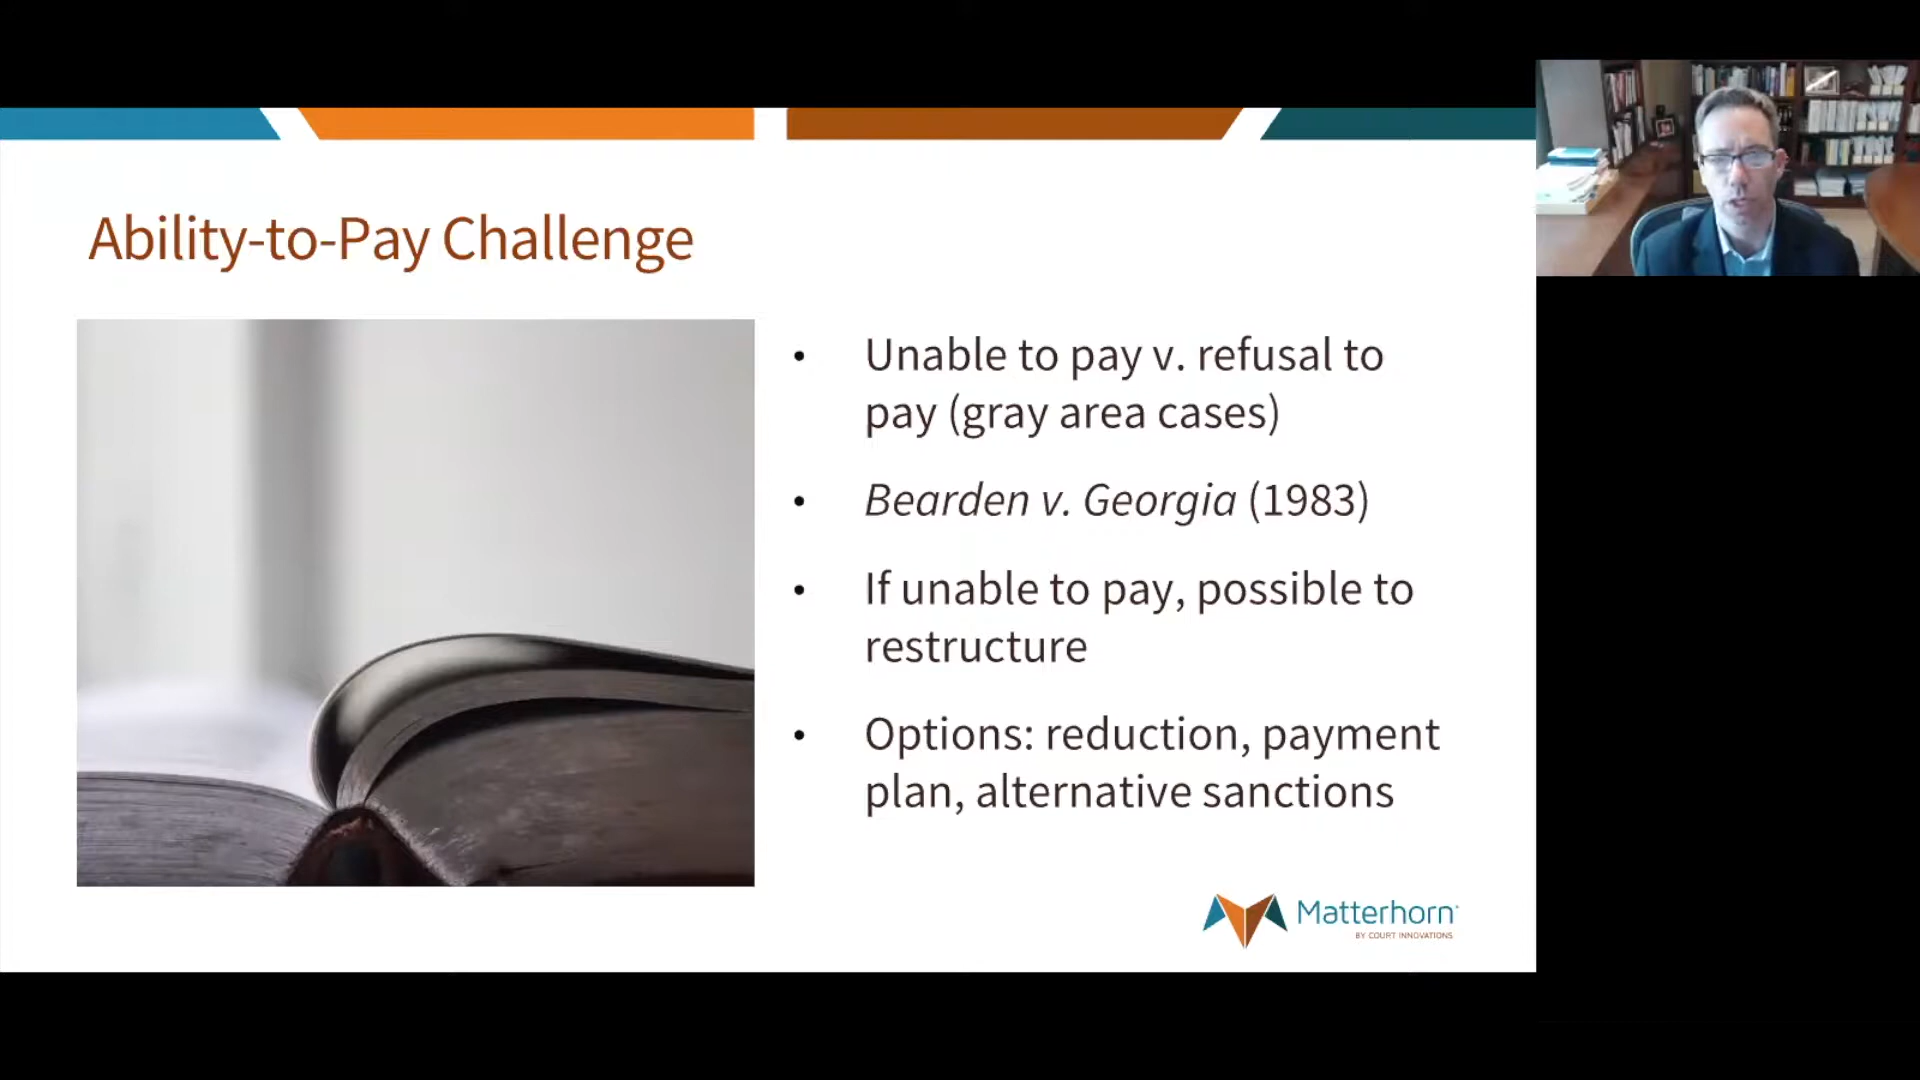 Ability-to-Pay Challenge
• Unable to pay v. refusal to
pay (gray area cases)
• Bearden v. Georgia (1983)
• If unable to pay, possible to
restructure
• Options: reduction, payment
plan, alternative sanctions
Matterhorn
BY COURT INNOVATIONS